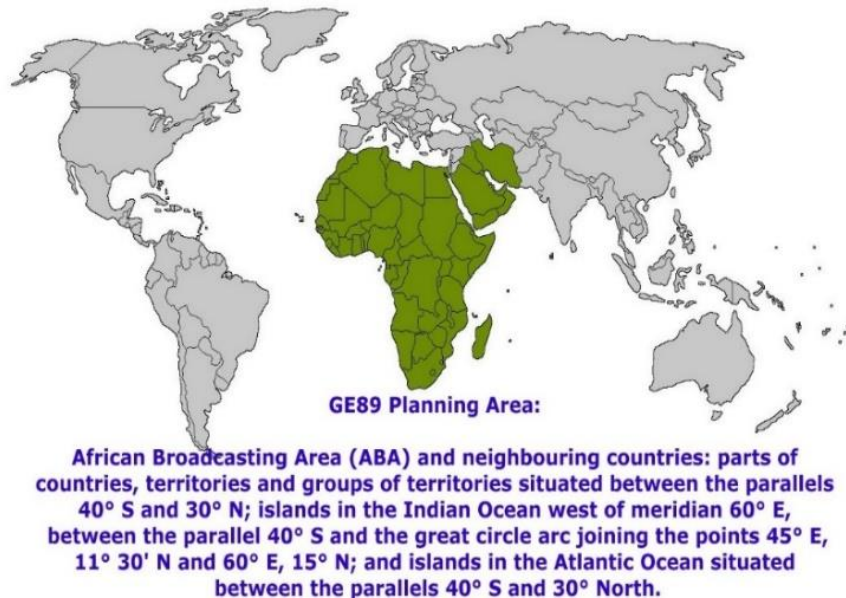 GE89 Planning Area:
African Broadcasting Area (ABA) and neighbouring countries: parts of
countries, territories and groups of territories situated between the parallels
40° S and 30° N; islands in the Indian Ocean west of meridian 60° E,
between the parallel 40° S and the great circle arc joining the points 45° E,
11° 30' N and 60° E, 15° N; and islands in the Atlantic Ocean situated
between the parallels 40° S and 30° North.